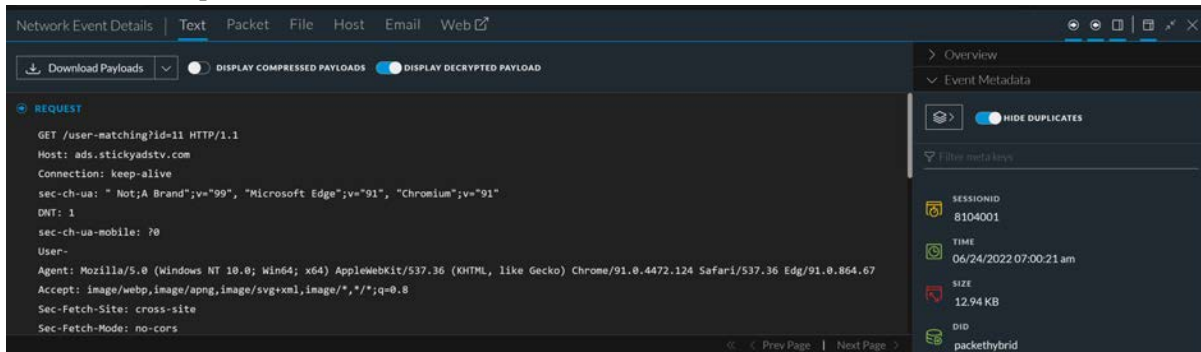 Network Event Details | Text Packet File Host Email Web
Download Payloads DISPLAY COMPRESSED PAYLOADS DISPLAY DECRYPTED PAYLOAD
REQUEST
GET /user-matching?id=11 HTTP/1.1
Host: ads.stickyadstv.com
Connection: keep-alive
sec-ch-ua: " Not;A Brand";v="99", "Microsoft Edge";v="91", "Chromium";v="91"
DNT: 1
sec-ch-ua-mobile: ?0
User-
Agent: Mozilla/5.0 (Windows NT 10.0; Win64; x64) AppleWebKit/537.36 (KHTML, like Gecko) Chrome/91.0.4472.124 Safari/537.36 Edg/91.0.864.67
Accept: image/webp,image/apng,image/svg+xml,image/*,*/*;q=0.8
Sec-Fetch-Site: cross-site
Sec-Fetch-Mode: no-cors
<< < Prev Page | Next Page >
> Overview
Event Metadata
HIDE DUPLICATES
Filter meta keys
SESSIONID
8104001
TIME
06/24/2022 07:00:21 am
SIZE
12.94 KB
DID
packethybrid